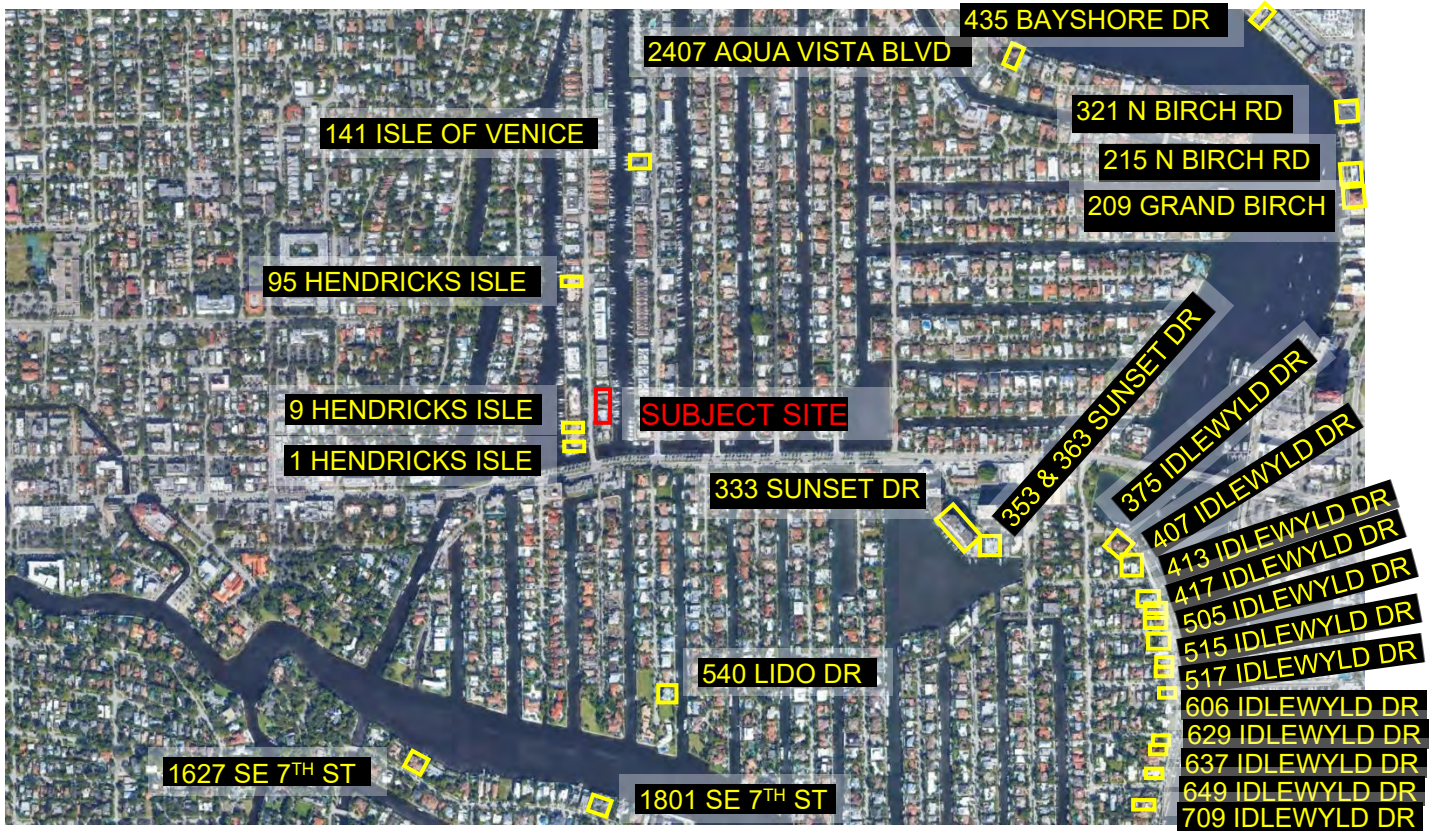 435 BAYSHORE DR
2407 AQUA VISTA BLVD
321 N BIRCH RD
141 ISLE OF VENICE
215 N BIRCH RD
209 GRAND BIRCH
95 HENDRICKS ISLE
353 & 363 SUNSET DR
375 IDLEWYLD DR
9 HENDRICKS ISLE
SUBJECT SITE
407 IDLEWYLD DR
1 HENDRICKS ISLE
333 SUNSET DR
413 IDLEWYLD DR
417 IDLEWYLD DR
505 IDLEWYLD DR
515 IDLEWYLD DR
517 IDLEWYLD DR
540 LIDO DR
606 IDLEWYLD DR
629 IDLEWYLD DR
637 IDLEWYLD DR
1627 SE 7TH ST
649 IDLEWYLD DR
1801 SE 7TH ST
709 IDLEWYLD DR